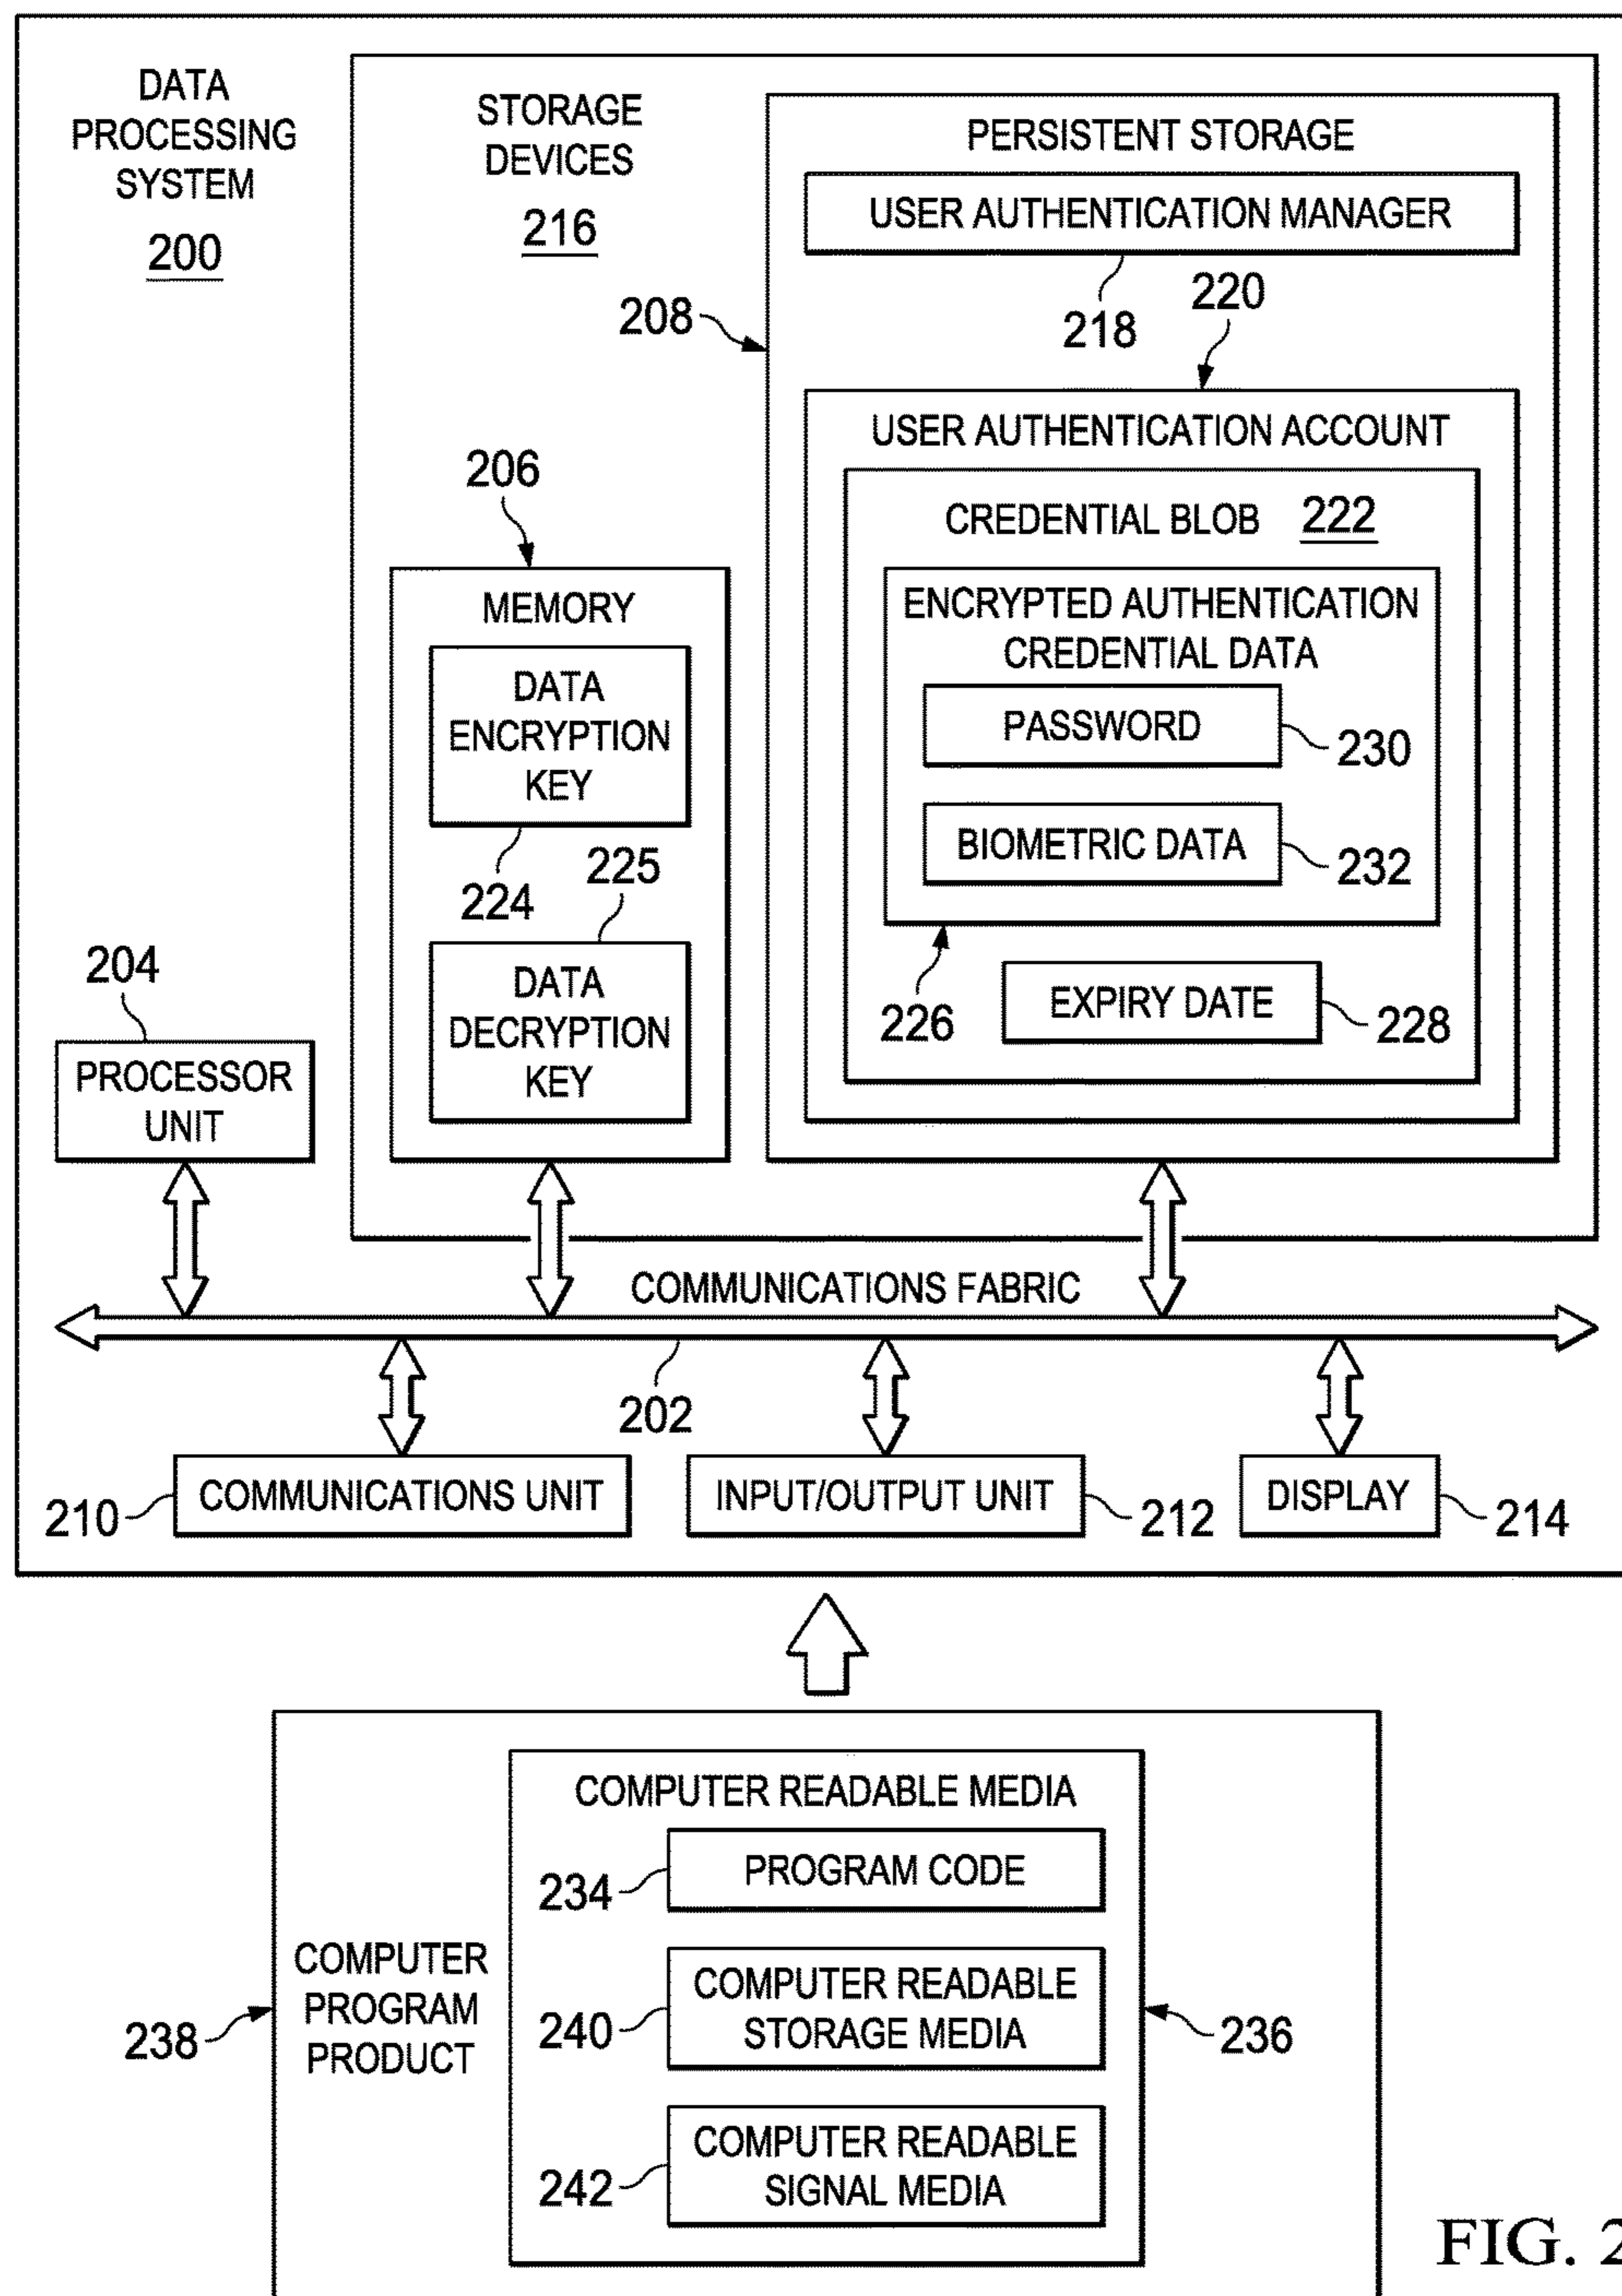 DATA
PROCESSING
SYSTEM
200
STORAGE
DEVICES
216
PERSISTENT STORAGE
USER AUTHENTICATION MANAGER
218
208
220
USER AUTHENTICATION ACCOUNT
CREDENTIAL BLOB 222
ENCRYPTED AUTHENTICATION
CREDENTIAL DATA
PASSWORD
230
BIOMETRIC DATA
232
226
EXPIRY DATE
228
206
MEMORY
DATA
ENCRYPTION
KEY
224
225
DATA
DECRYPTION
KEY
204
PROCESSOR
UNIT
COMMUNICATIONS FABRIC
202
210
COMMUNICATIONS UNIT
INPUT/OUTPUT UNIT
212
DISPLAY
214
COMPUTER READABLE MEDIA
234
PROGRAM CODE
238
COMPUTER
PROGRAM
PRODUCT
240
COMPUTER READABLE
STORAGE MEDIA
236
242
COMPUTER READABLE
SIGNAL MEDIA
FIG. 2